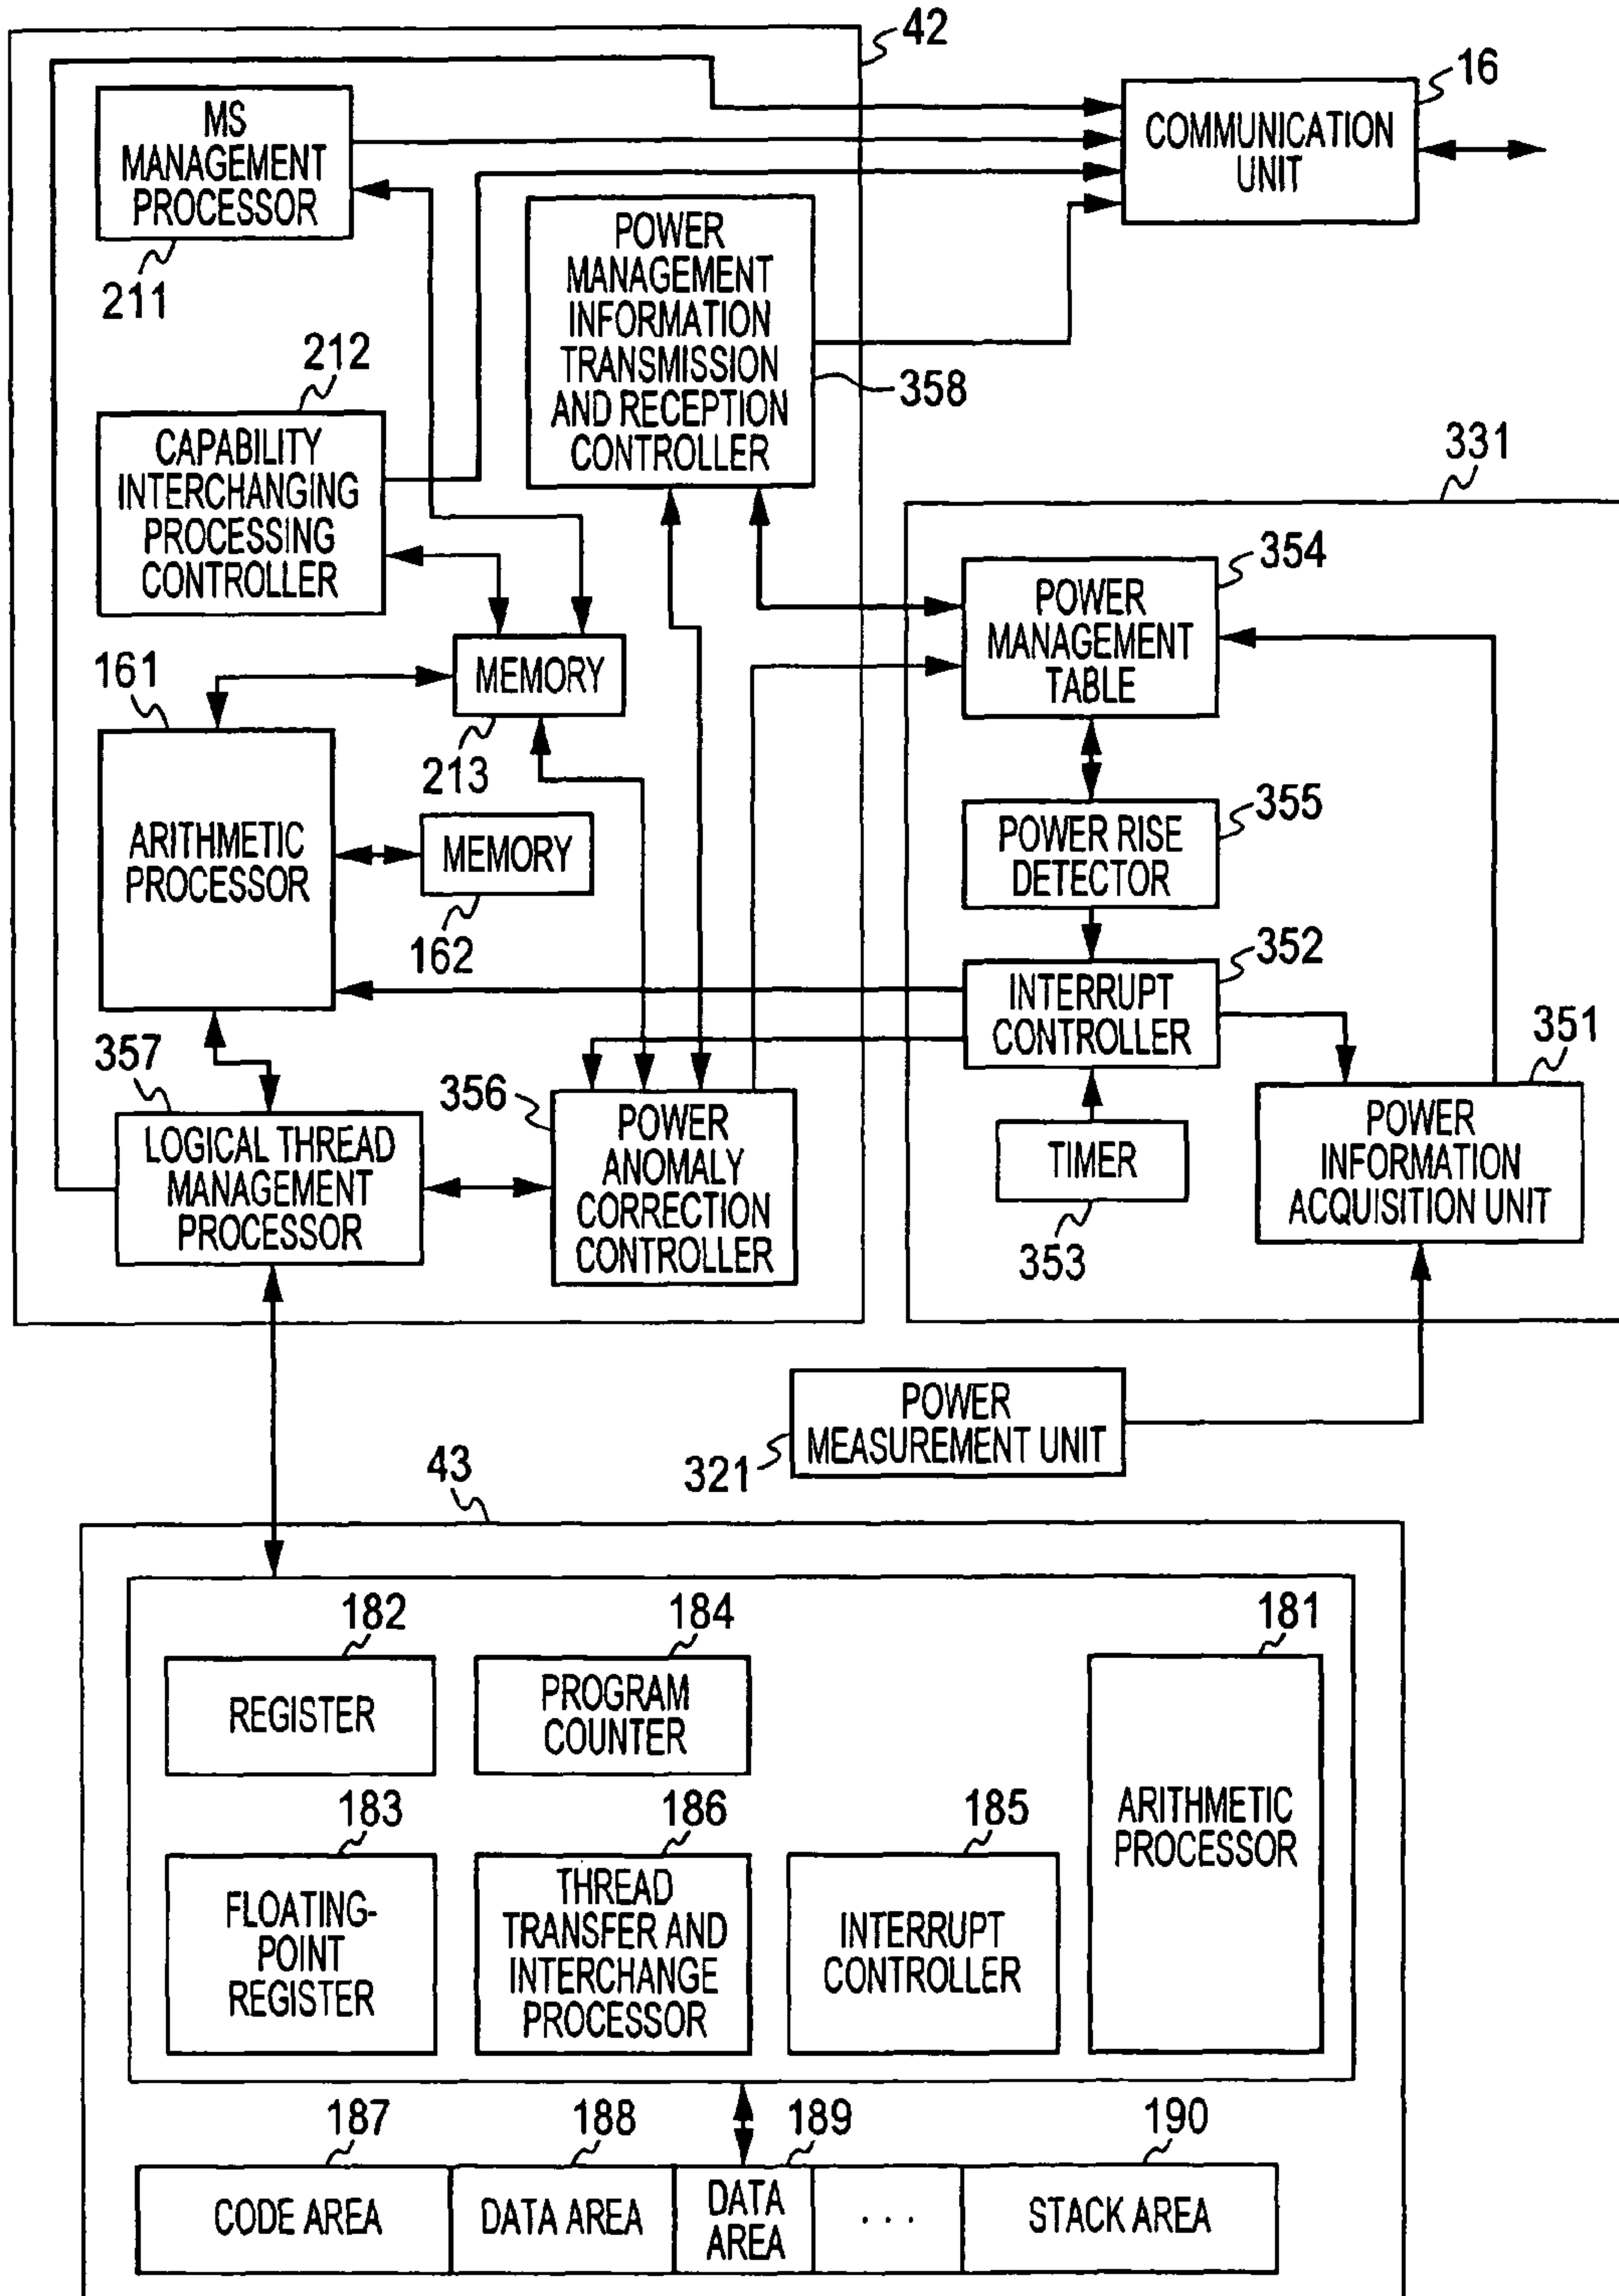 42
16
MS
MANAGEMENT
PROCESSOR
211
COMMUNICATION
UNIT
POWER
MANAGEMENT
INFORMATION
TRANSMISSION
AND RECEPTION
CONTROLLER
358
212
CAPABILITY
INTERCHANGING
PROCESSING
CONTROLLER
331
354
POWER
MANAGEMENT
TABLE
MEMORY
213
161
ARITHMETIC
PROCESSOR
MEMORY
162
355
POWER RISE
DETECTOR
352
INTERRUPT
CONTROLLER
351
POWER
INFORMATION
ACQUISITION UNIT
TIMER
353
357
LOGICAL THREAD
MANAGEMENT
PROCESSOR
356
POWER
ANOMALY
CORRECTION
CONTROLLER
POWER
MEASUREMENT UNIT
321
43
182
REGISTER
184
PROGRAM
COUNTER
181
ARITHMETIC
PROCESSOR
183
FLOATING-
POINT
REGISTER
186
THREAD
TRANSFER AND
INTERCHANGE
PROCESSOR
185
INTERRUPT
CONTROLLER
187
188
189
190
CODE AREA
DATA AREA
DATA
AREA
...
STACK AREA